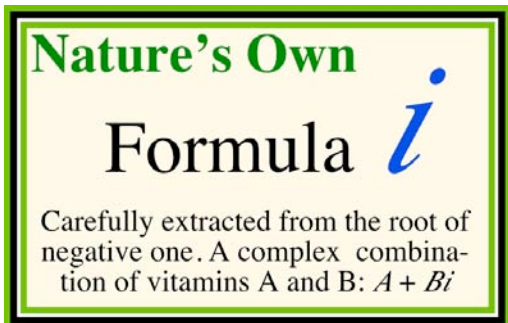 Nature's Own
Formula i
Carefully extracted from the root of
negative one. A complex combina-
tion of vitamins A and B: A + Bi